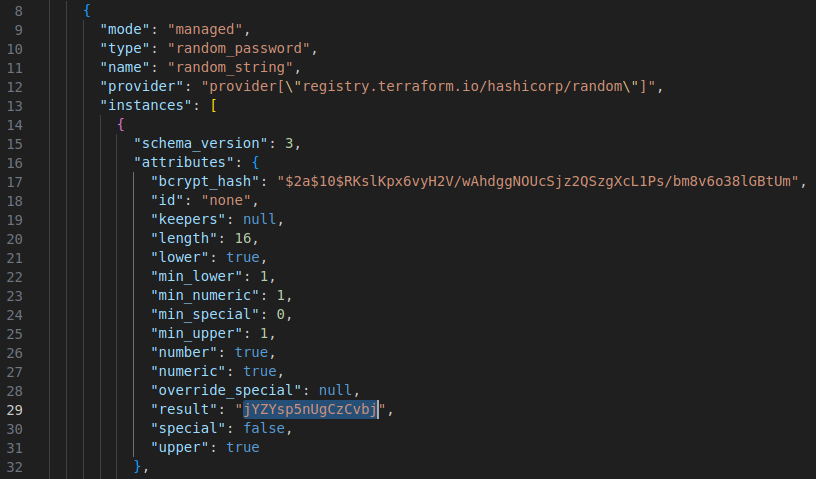 8 {
9 "mode": "managed",
10 "type": "random_password",
11 "name": "random_string",
12 "provider": "provider[\"registry.terraform.io/hashicorp/random\"]",
13 "instances": [
14 {
15 "schema_version": 3,
16 "attributes": {
17 "bcrypt_hash": "$2a$10$RKslKpx6vyH2V/wAhdggNOUcSjz2QSzgXcL1Ps/bm8v6o38lGBtUm",
18 "id": "none",
19 "keepers": null,
20 "length": 16,
21 "lower": true,
22 "min_lower": 1,
23 "min_numeric": 1,
24 "min_special": 0,
25 "min_upper": 1,
26 "number": true,
27 "numeric": true,
28 "override_special": null,
29 "result": "jYZYsp5nUgCzCvbj",
30 "special": false,
31 "upper": true
32 },